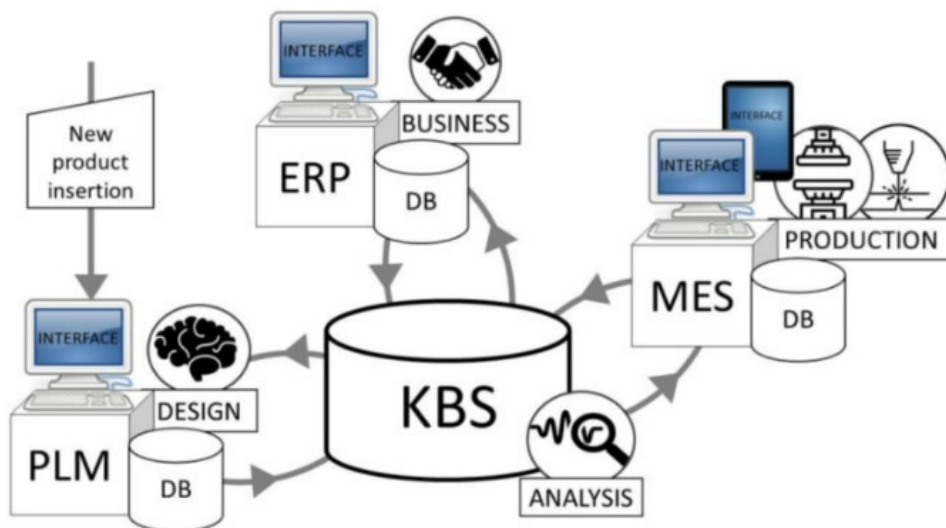 INTERFACE
BUSINESS
ERP
DB
New
product
insertion
INTERFACE
INTERFACE
PRODUCTION
MES
DB
INTERFACE
DESIGN
PLM
DB
KBS
ANALYSIS